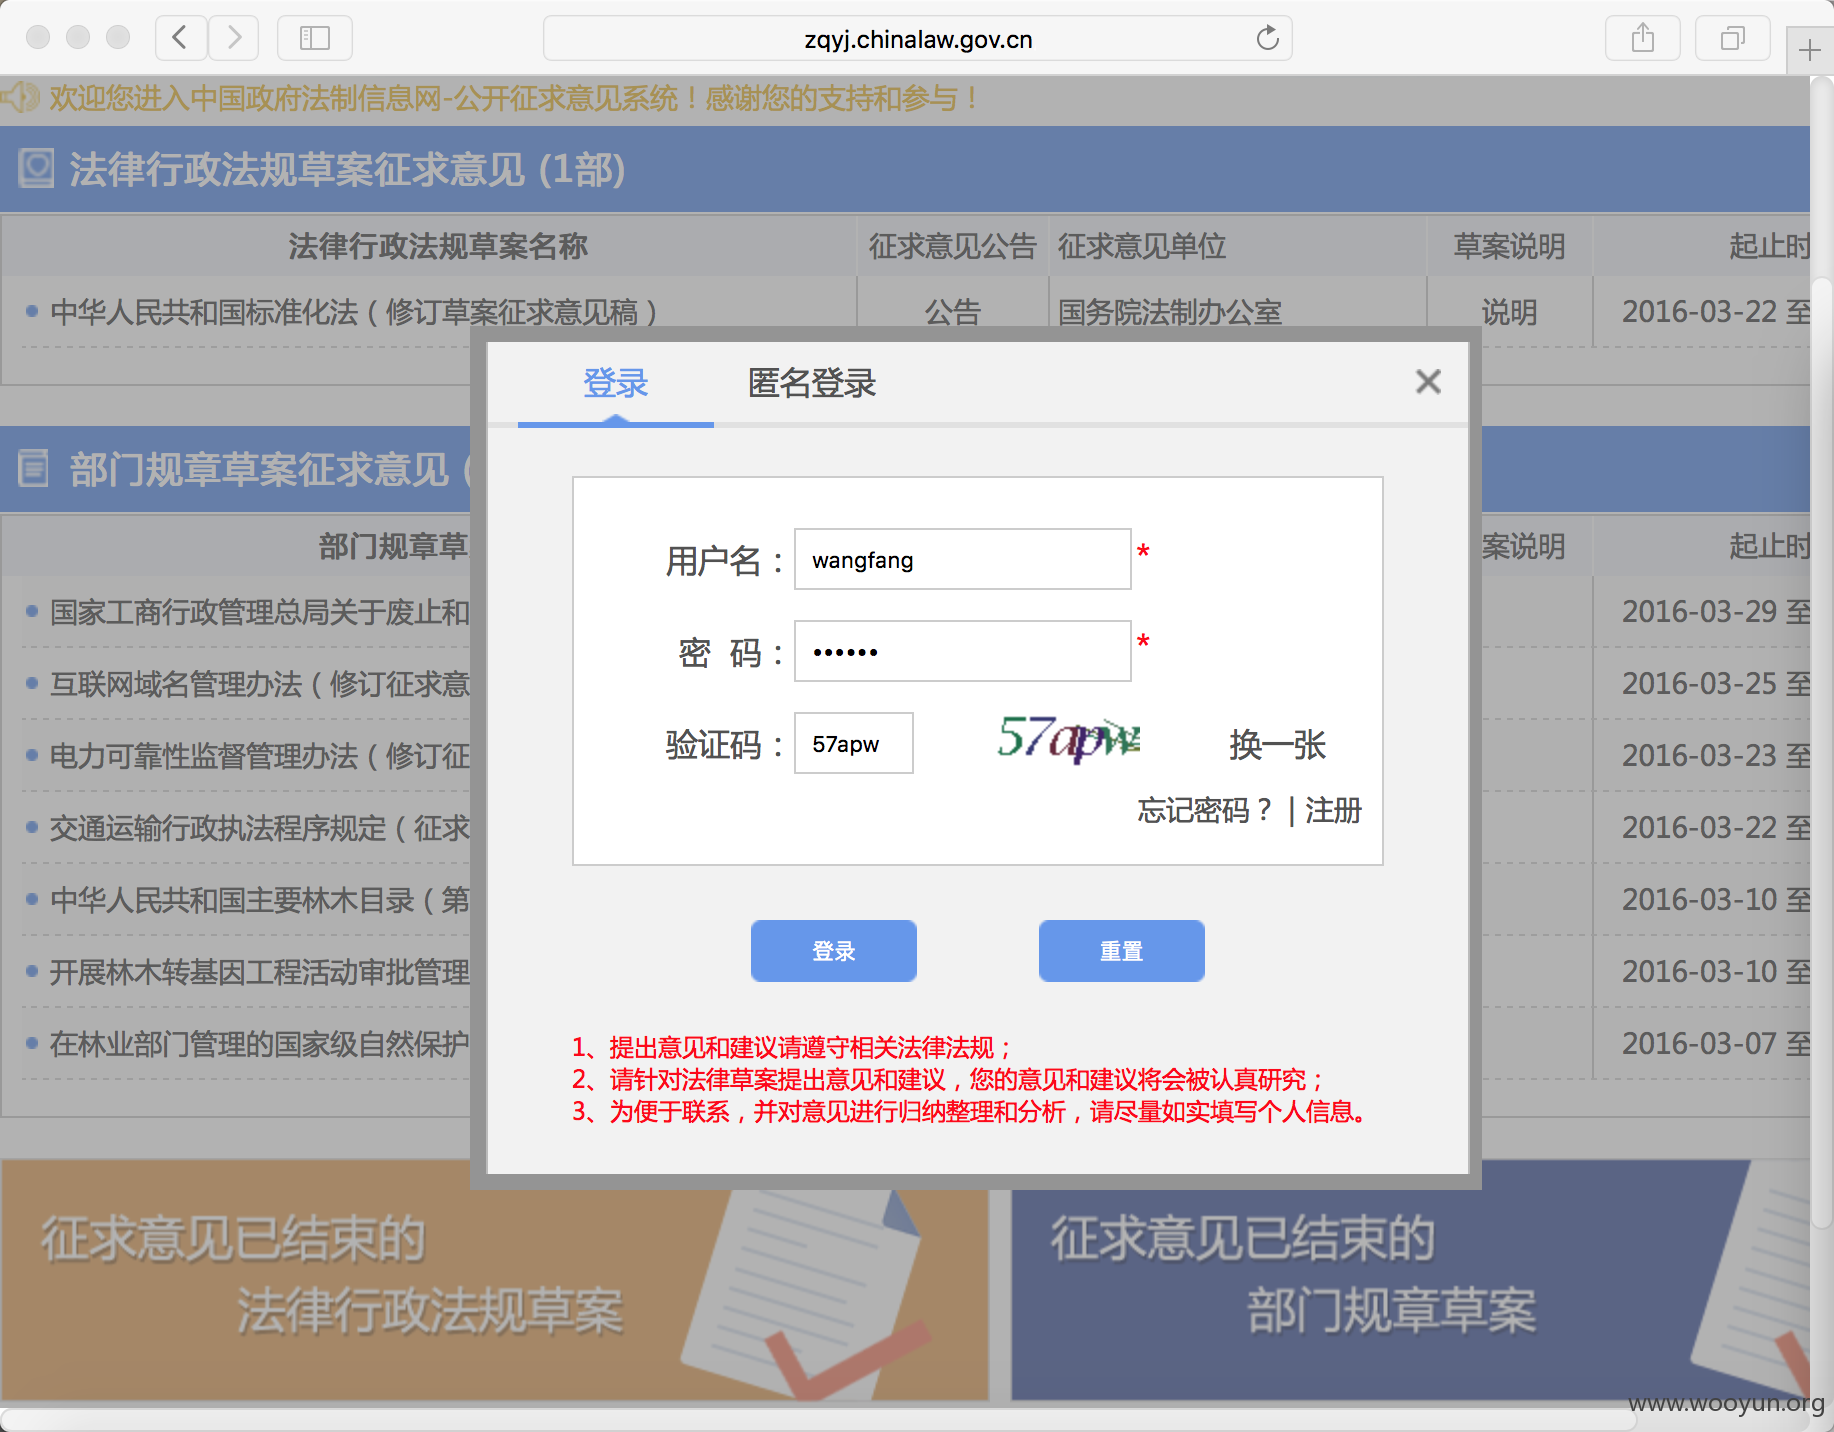 zqyj.chinalaw.gov.cn
欢迎您进入中国政府法制信息网-公开征求意见系统！感谢您的支持和参与！
法律行政法规草案征求意见 (1部)
法律行政法规草案名称 征求意见公告 征求意见单位 草案说明 起止时
中华人民共和国标准化法（修订草案征求意见稿） 公告 国务院法制办公室 说明 2016-03-22 至
登录 匿名登录
部门规章草案征求意见 (
部门规章草 案说明 起止时
用户名： wangfang *
国家工商行政管理总局关于废止和 2016-03-29 至
密 码： •••••• *
互联网域名管理办法（修订征求意 2016-03-25 至
验证码： 57apw 57apw 换一张
电力可靠性监督管理办法（修订征 2016-03-23 至
忘记密码？ | 注册
交通运输行政执法程序规定（征求 2016-03-22 至
中华人民共和国主要林木目录（第 2016-03-10 至
登录 重置
开展林木转基因工程活动审批管理 2016-03-10 至
在林业部门管理的国家级自然保护 2016-03-07 至
1、提出意见和建议请遵守相关法律法规；
2、请针对法律草案提出意见和建议，您的意见和建议将会被认真研究；
3、为便于联系，并对意见进行归纳整理和分析，请尽量如实填写个人信息。
征求意见已结束的
法律行政法规草案
征求意见已结束的
部门规章草案
www.wooyun.org